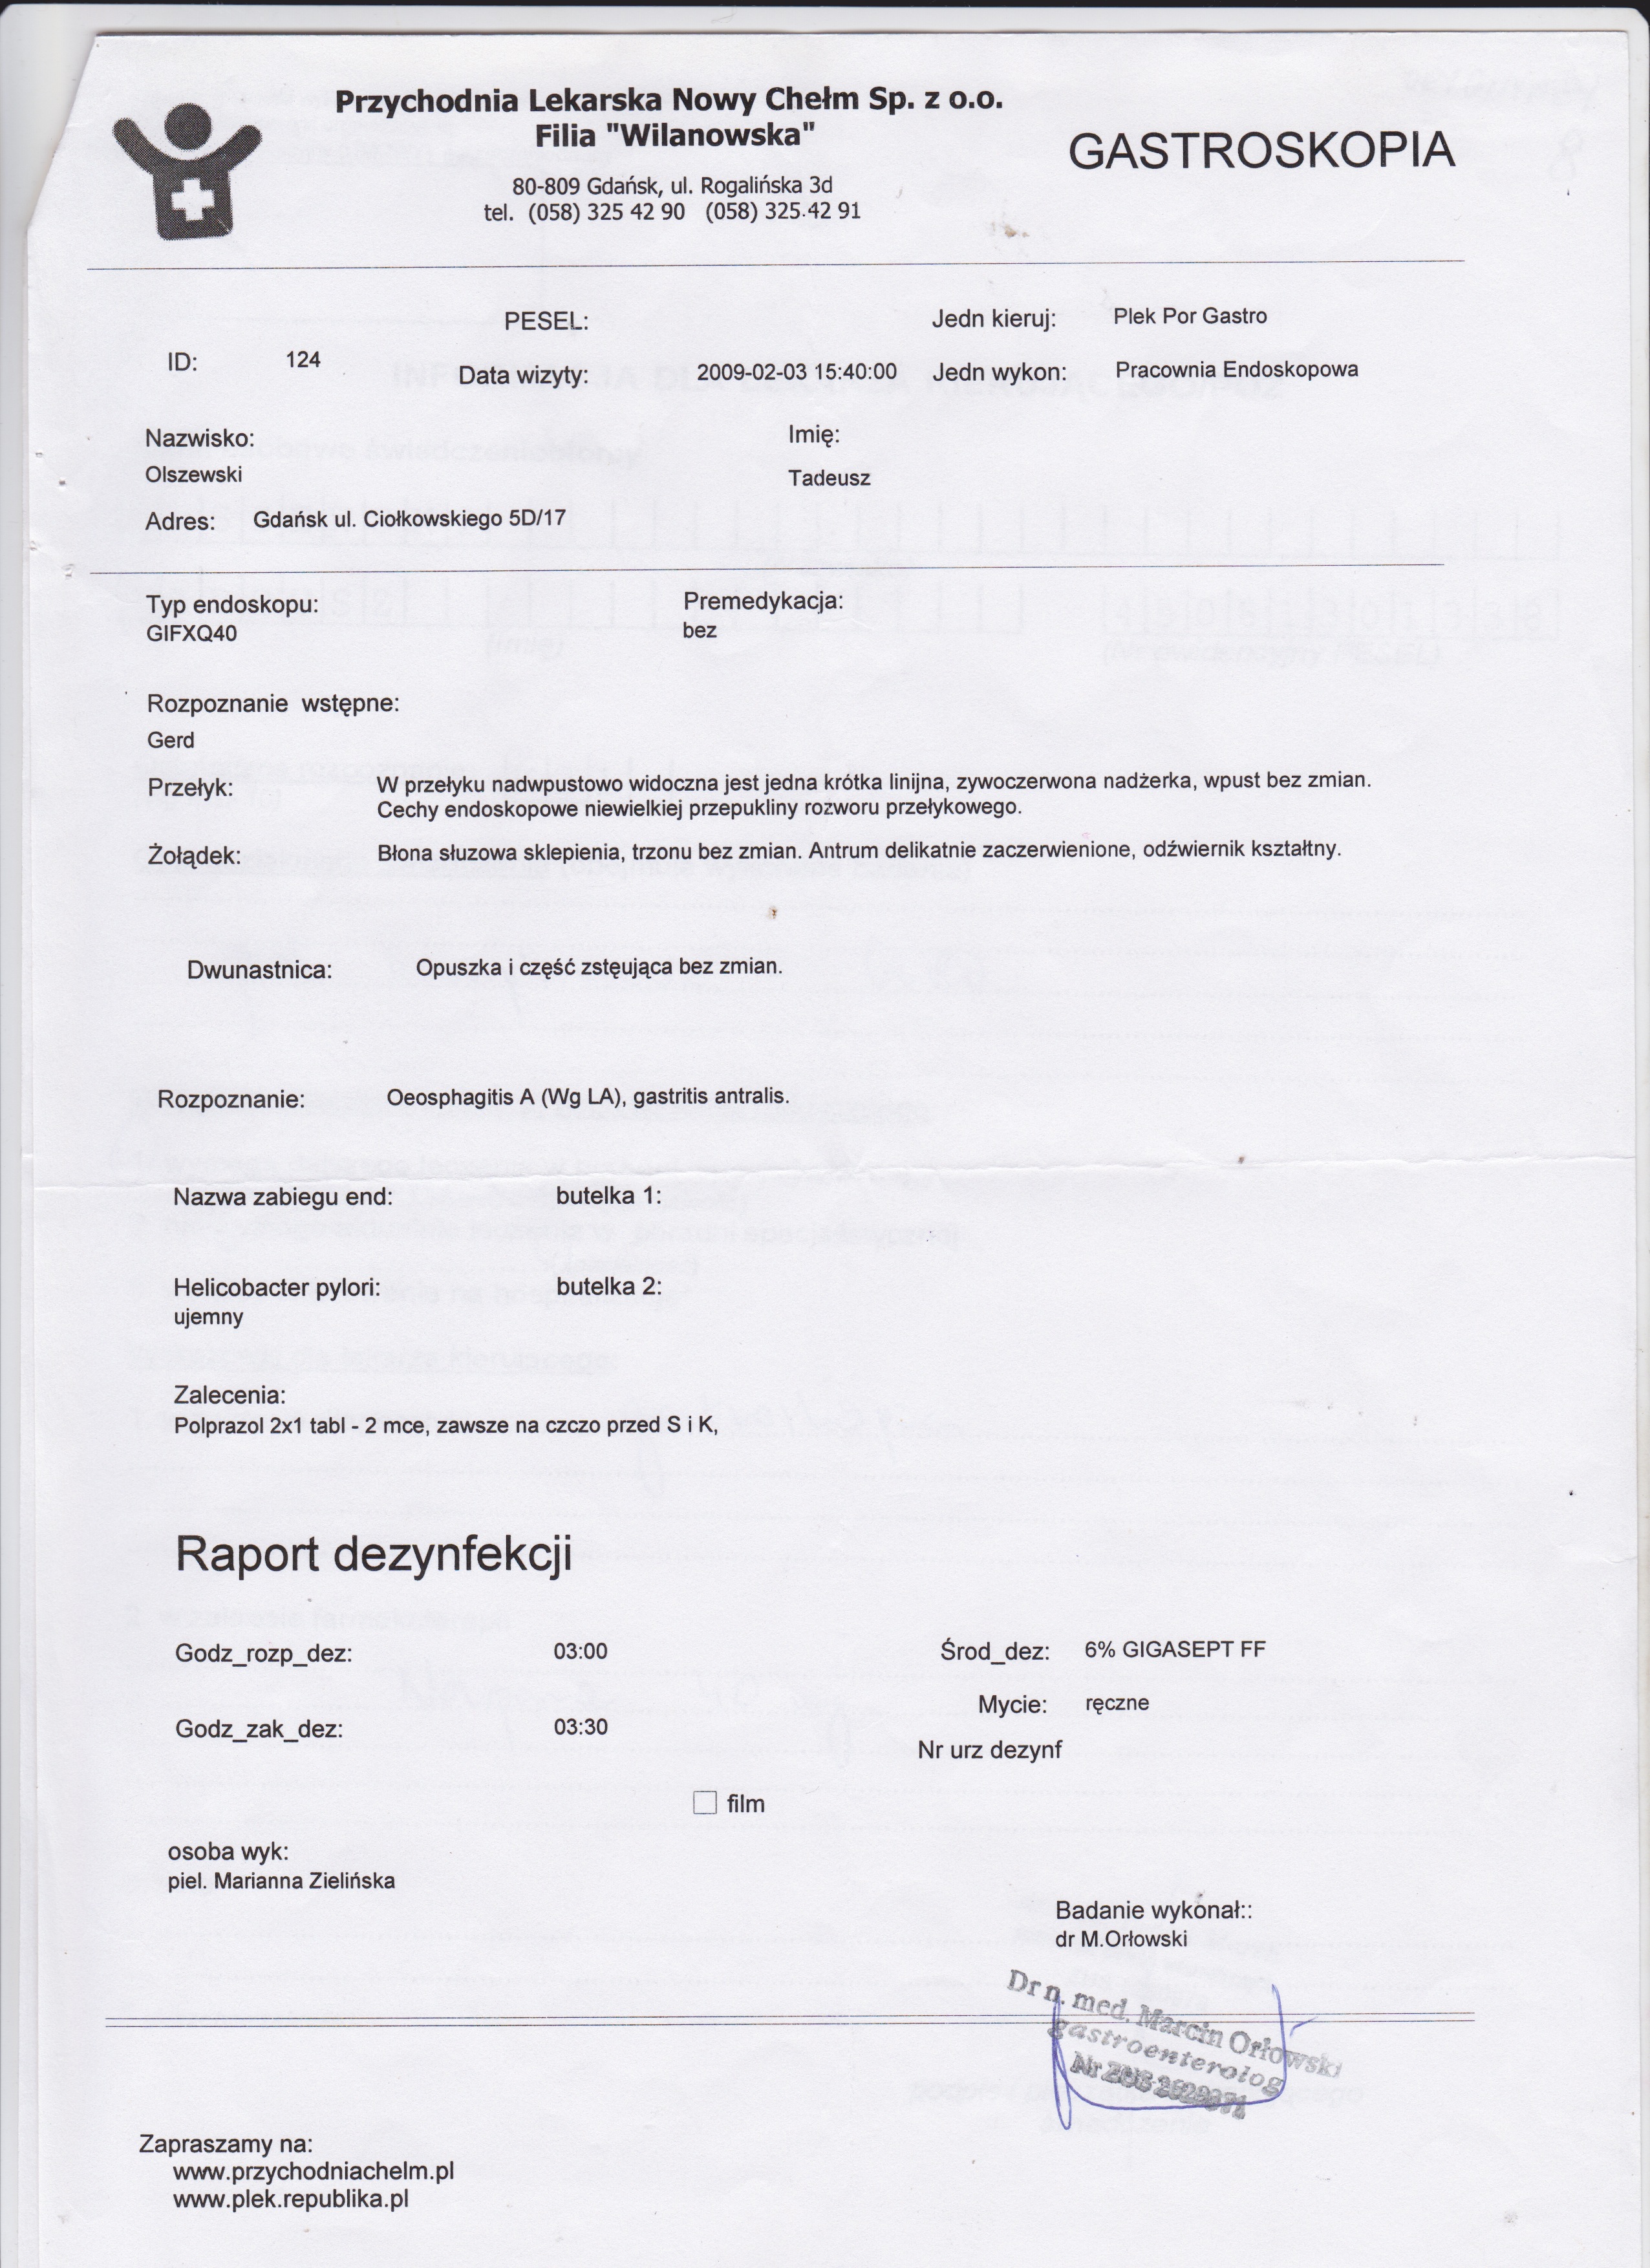 Przychodnia Lekarska Nowy Chełm Sp. z o.o.
Filia "Wilanowska"
GASTROSKOPIA
80-809 Gdańsk, ul. Rogalińska 3d
tel. (058) 325 42 90 (058) 325 42 91
PESEL:
Jedn kieruj: Plek Por Gastro
ID: 124
Data wizyty: 2009-02-03 15:40:00
Jedn wykon: Pracownia Endoskopowa
Nazwisko:
Olszewski
Imię:
Tadeusz
Adres: Gdańsk ul. Ciołkowskiego 5D/17
Typ endoskopu:
GIFXQ40
Premedykacja:
bez
Rozpoznanie wstępne:
Gerd
Przełyk: W przełyku nadwpustowo widoczna jest jedna krótka linijna, zywoczerwona nadżerka, wpust bez zmian.
Cechy endoskopowe niewielkiej przepukliny rozworu przełykowego.
Żołądek: Błona słuzowa sklepienia, trzonu bez zmian. Antrum delikatnie zaczerwienione, odźwiernik kształtny.
Dwunastnica: Opuszka i część zstęująca bez zmian.
Rozpoznanie: Oeosphagitis A (Wg LA), gastritis antralis.
Nazwa zabiegu end: butelka 1:
Helicobacter pylori: butelka 2:
ujemny
Zalecenia:
Polprazol 2x1 tabl - 2 mce, zawsze na czczo przed S i K,
Raport dezynfekcji
Godz_rozp_dez: 03:00
Środ_dez: 6% GIGASEPT FF
Mycie: ręczne
Godz_zak_dez: 03:30
Nr urz dezynf
film
osoba wyk:
piel. Marianna Zielińska
Badanie wykonał::
dr M.Orłowski
Dr n. med. Marcin Orłowski
gastroenterolog
Nr
Zapraszamy na:
www.przychodniachelm.pl
www.plek.republika.pl